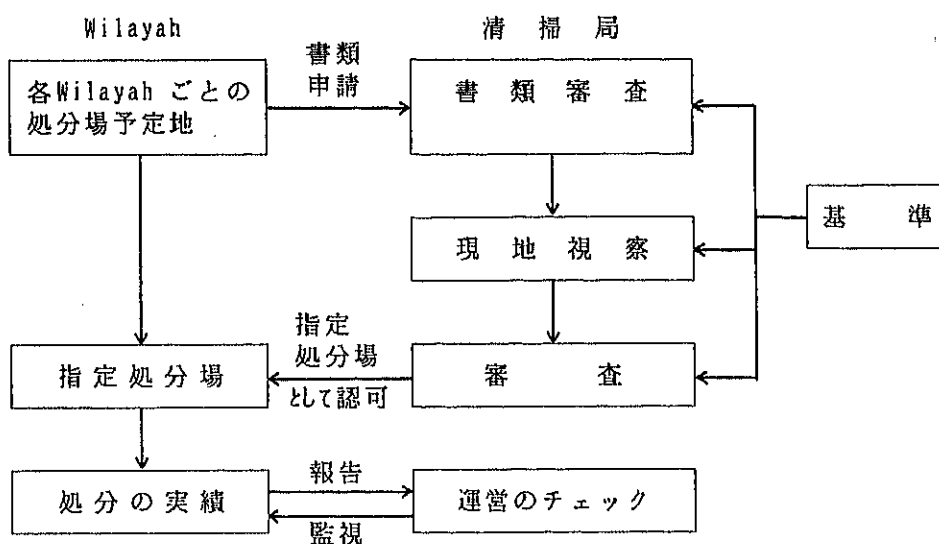 Wilayah
清掃局
書類
申請
各Wilayahごとの
処分場予定地
書類審査
基準
現地視察
指定
処分場
として認可
指定処分場
審査
報告
処分の実績
運営のチェック
監視